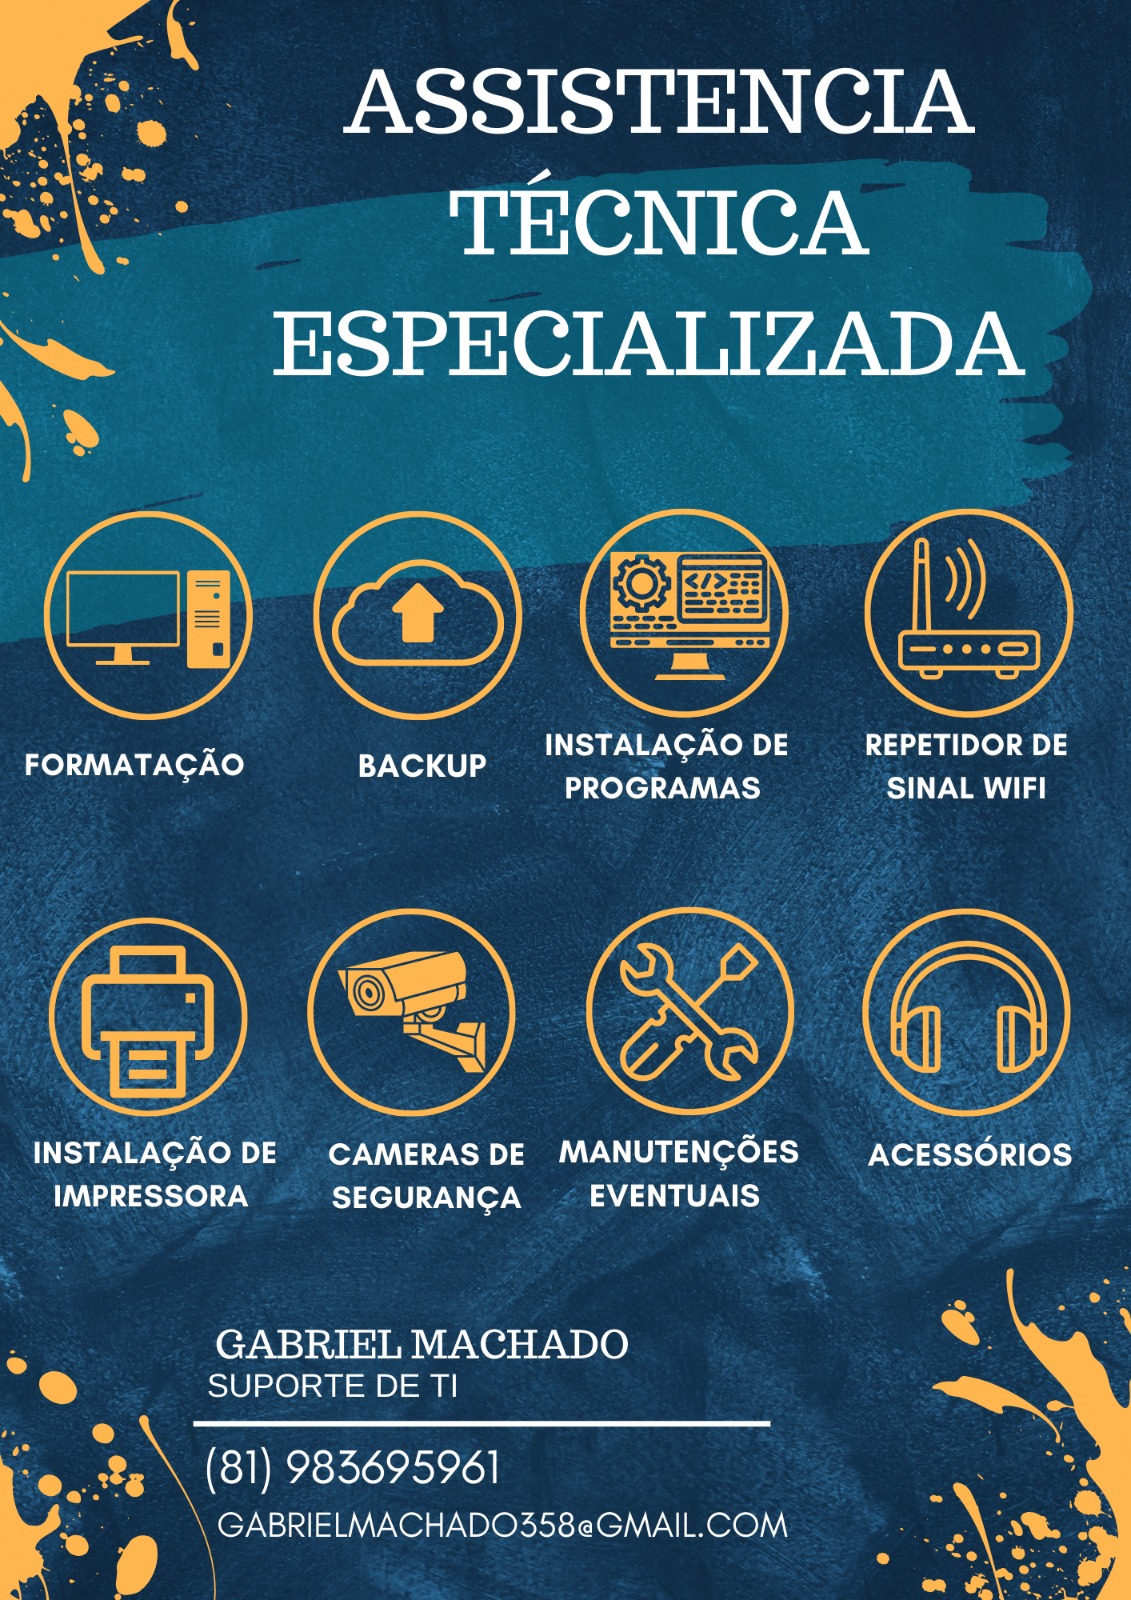 ASSISTENCIA
TÉCNICA
ESPECIALIZADA
FORMATAÇÃO
BACKUP
INSTALAÇÃO DE
PROGRAMAS
REPETIDOR DE
SINAL WIFI
INSTALAÇÃO DE
IMPRESSORA
CAMERAS DE
SEGURANÇA
MANUTENÇÕES
EVENTUAIS
ACESSÓRIOS
GABRIEL MACHADO
SUPORTE DE TI
(81) 983695961
GABRIELMACHADO358@GMAIL.COM